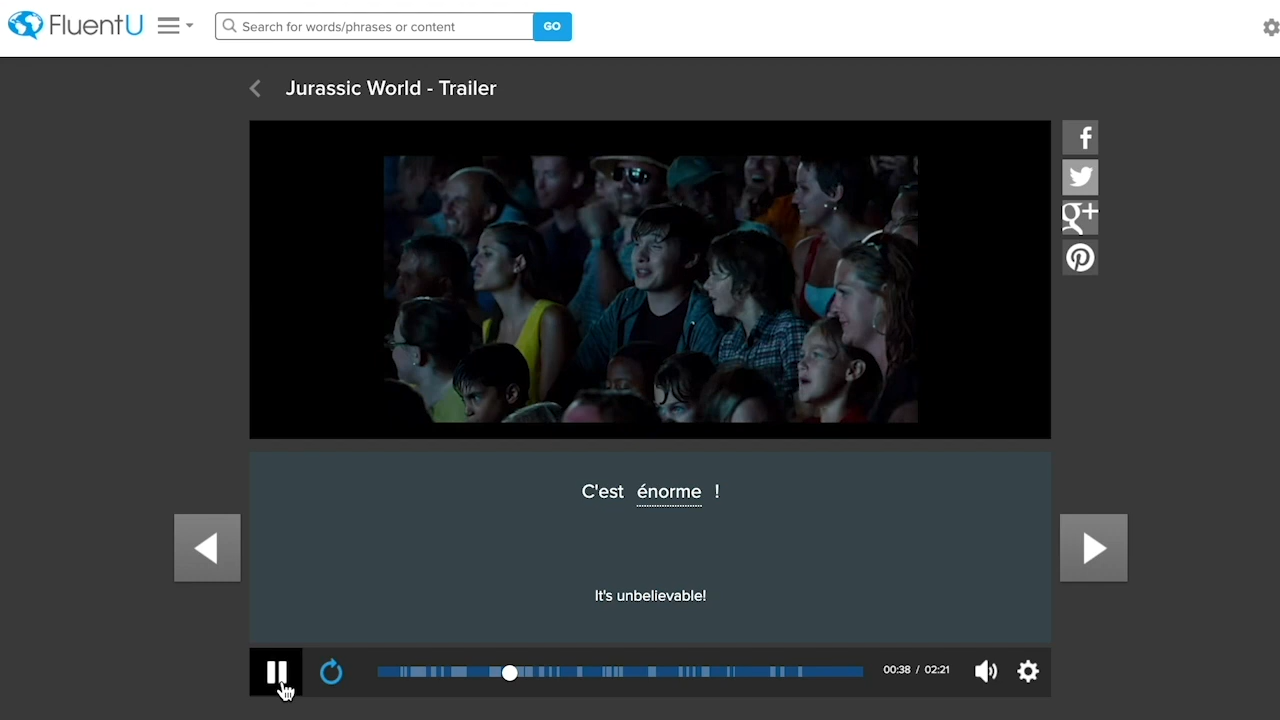 FluentU
Search for words/phrases or content
GO
Jurassic World - Trailer
f
g+
C'est énorme !
It's unbelievable!
00:38 / 02:21